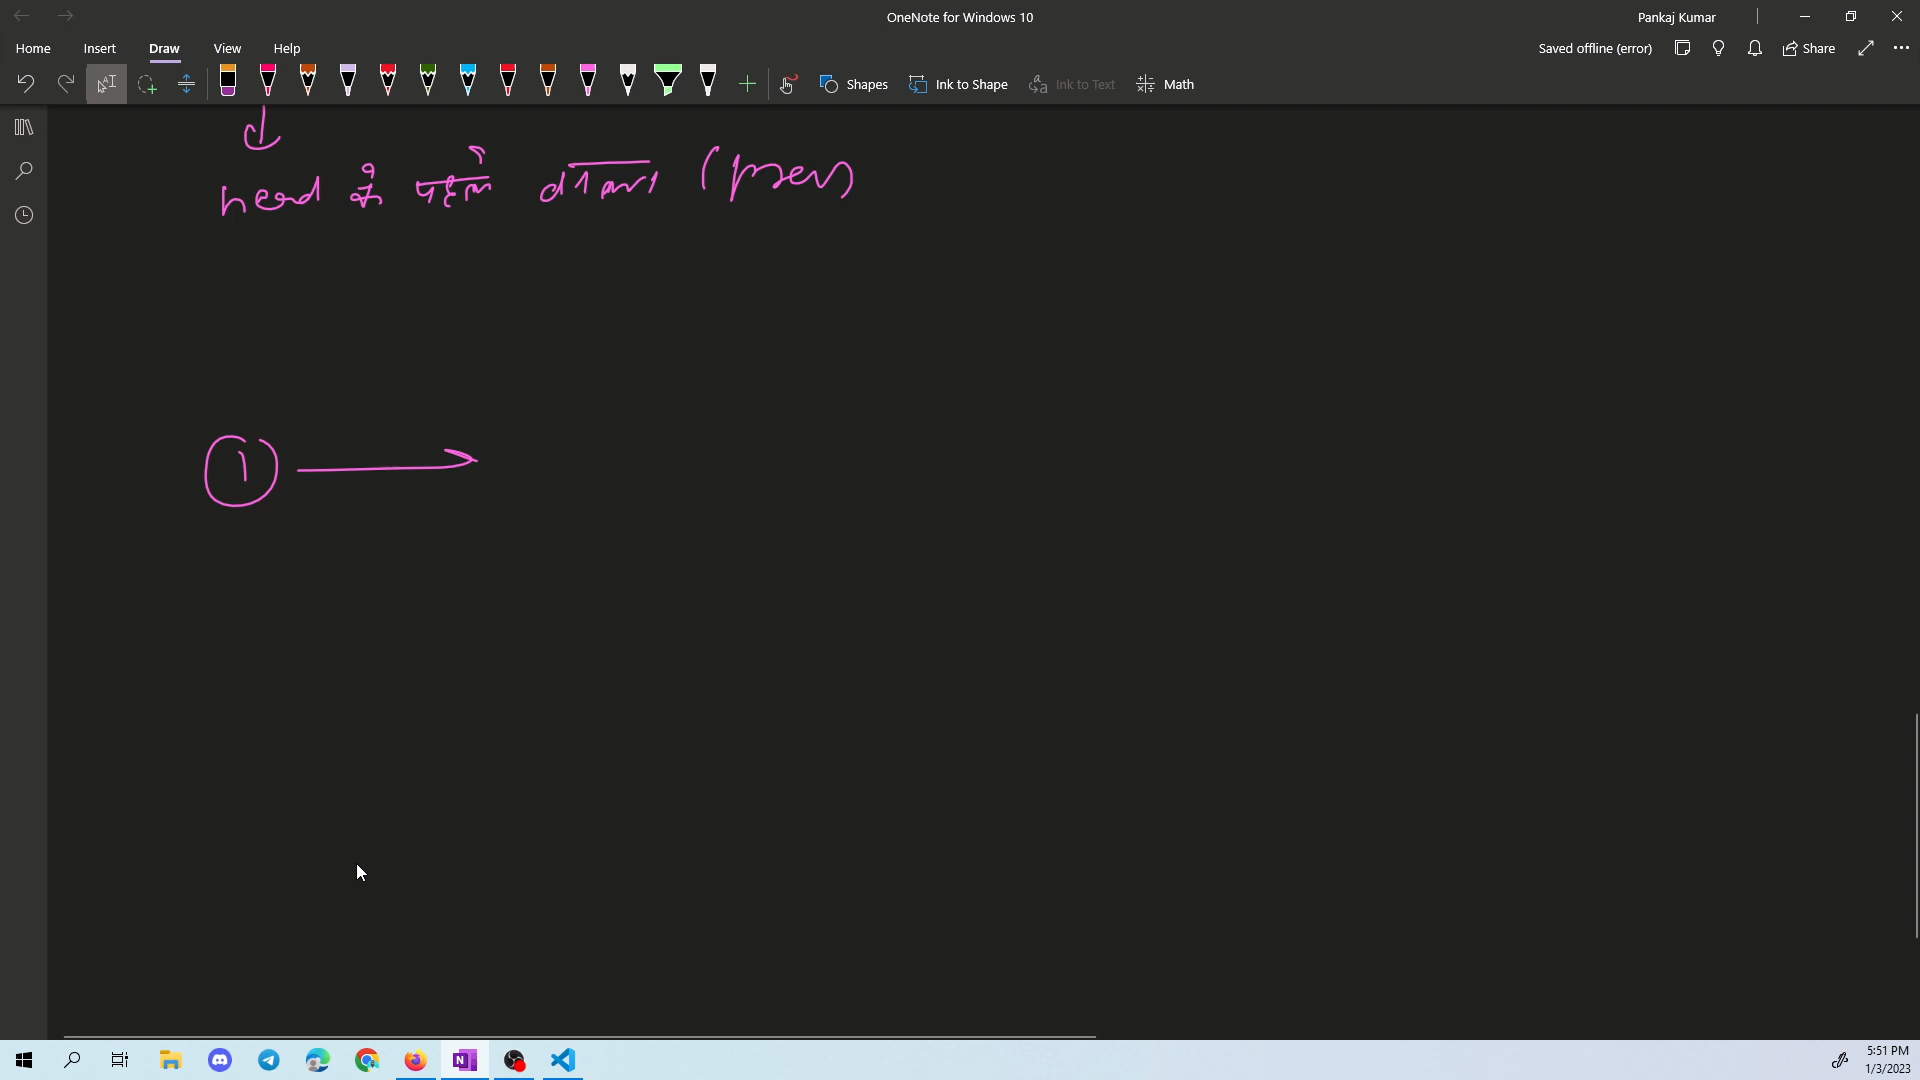 OneNote for Windows 10
Pankaj Kumar
Home Insert Draw View Help
Saved offline (error) Share
Shapes Ink to Shape Ink to Text Math
head के पहले (prev)
1
5:51 PM
1/3/2023